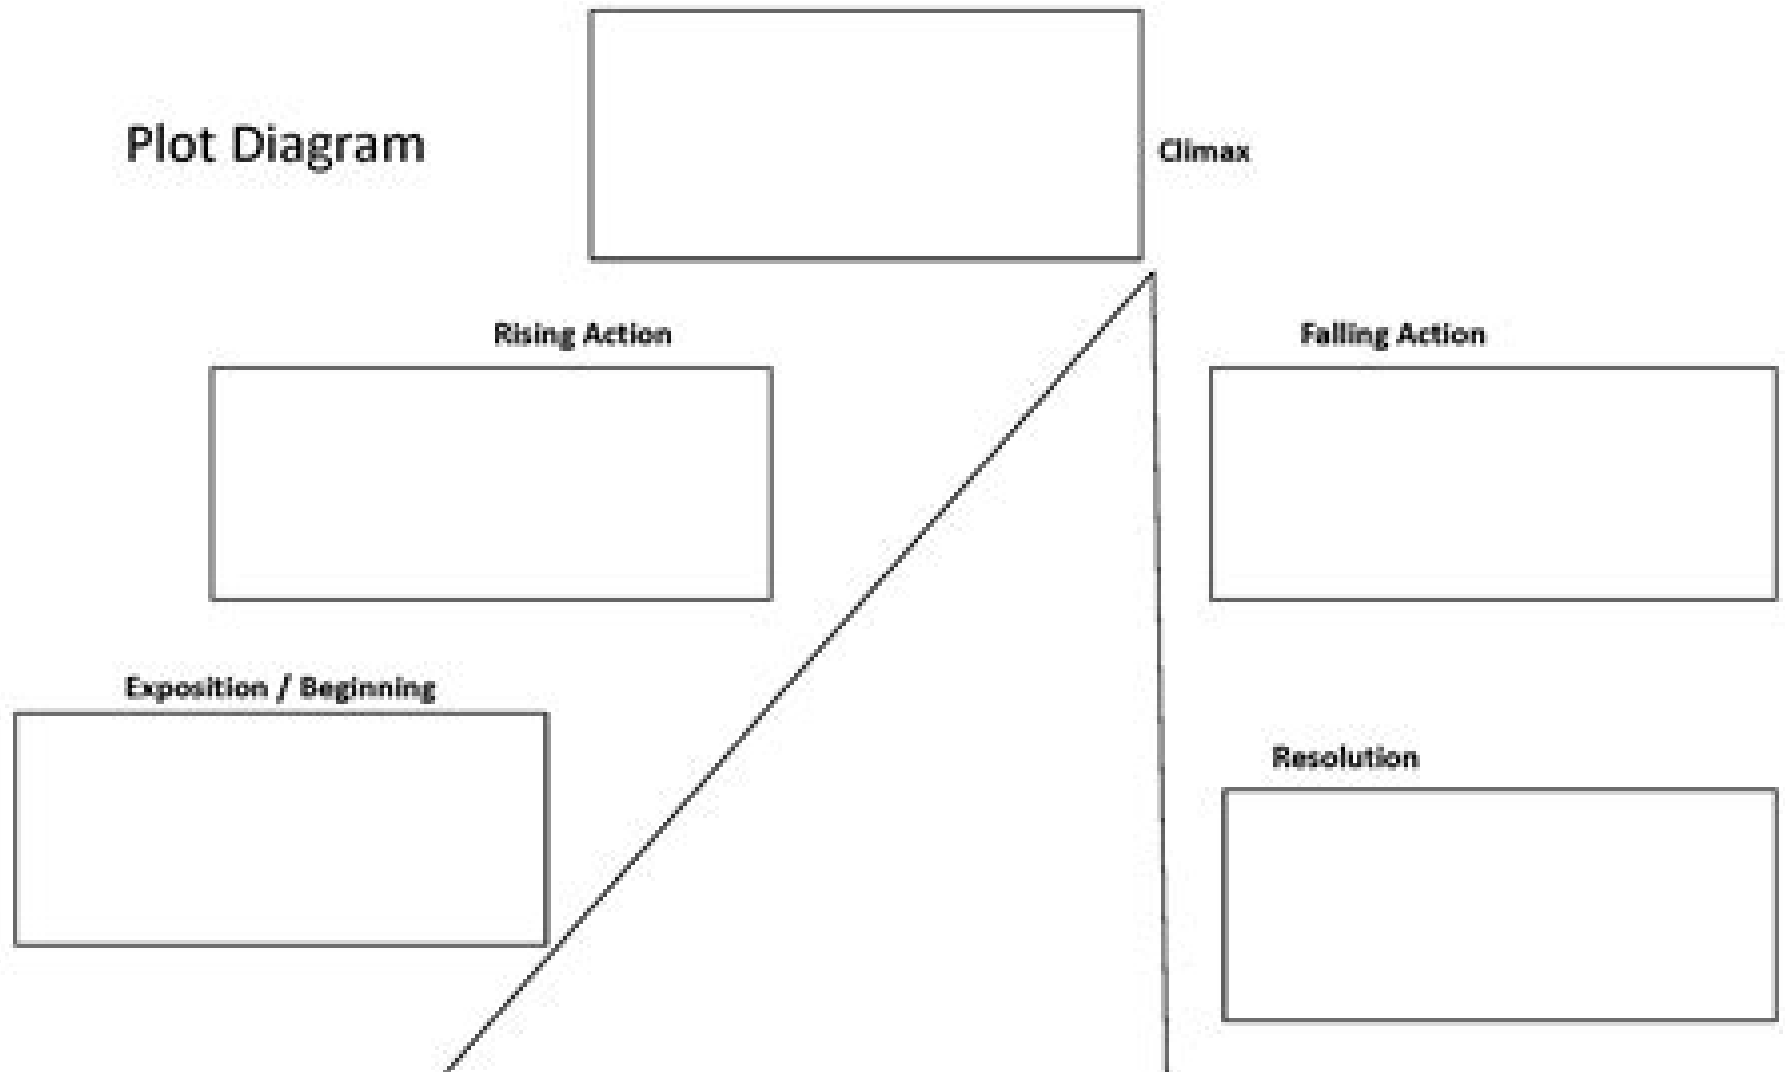 Plot Diagram
Climax
Rising Action
Falling Action
Exposition / Beginning
Resolution